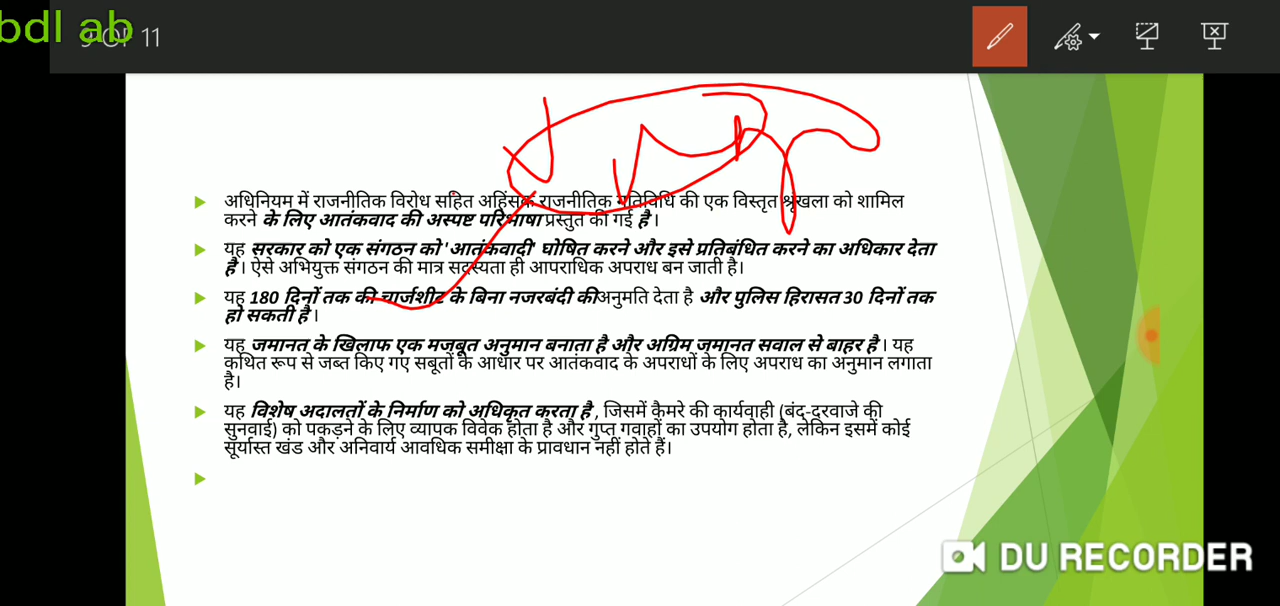 bdl ab
9 OF 11
अधिनियम में राजनीतिक विरोध सहित अहिंसक राजनीतिक गतिविधि की एक विस्तृत श्रृंखला को शामिल
करने के लिए आतंकवाद की अस्पष्ट परिभाषा प्रस्तुत की गई है।
यह सरकार को एक संगठन को 'आतंकवादी' घोषित करने और इसे प्रतिबंधित करने का अधिकार देता
है। ऐसे अभियुक्त संगठन की मात्र सदस्यता ही आपराधिक अपराध बन जाती है।
यह 180 दिनों तक की चार्जशीट के बिना नजरबंदी कीअनुमति देता है और पुलिस हिरासत 30 दिनों तक
हो सकती है।
यह जमानत के खिलाफ एक मजबूत अनुमान बनाता है और अग्रिम जमानत सवाल से बाहर है। यह
कथित रूप से जब्त किए गए सबूतों के आधार पर आतंकवाद के अपराधों के लिए अपराध का अनुमान लगाता
है।
यह विशेष अदालतों के निर्माण को अधिकृत करता है , जिसमें कैमरे की कार्यवाही (बंद-दरवाजे की
सुनवाई) को पकड़ने के लिए व्यापक विवेक होता है और गुप्त गवाहों का उपयोग होता है, लेकिन इसमें कोई
सूर्यास्त खंड और अनिवार्य आवधिक समीक्षा के प्रावधान नहीं होते हैं।
DU RECORDER